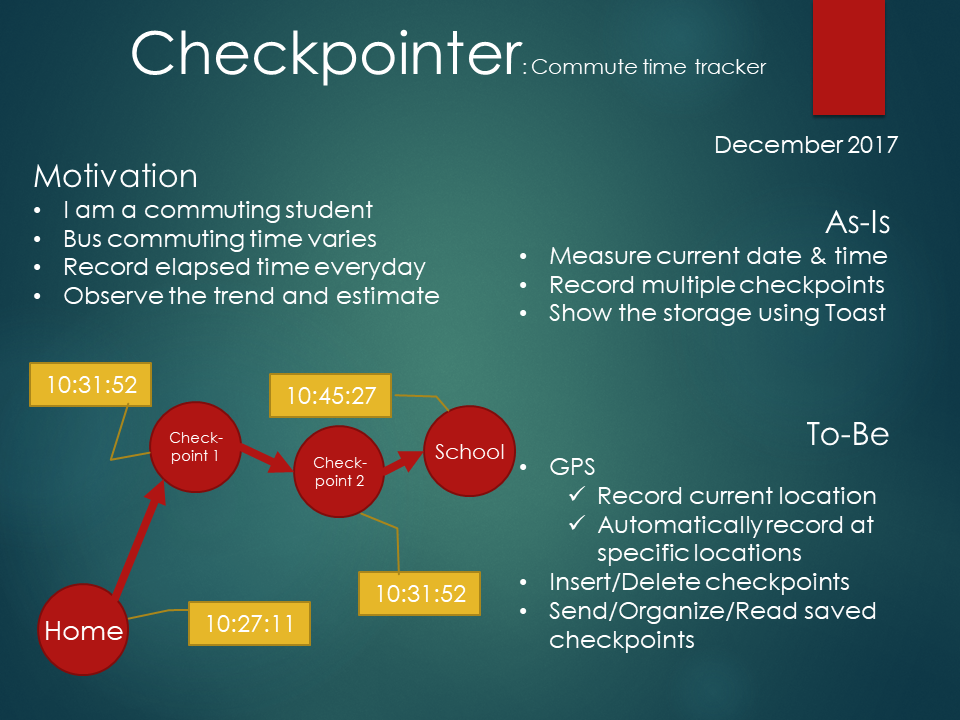 Checkpointer: Commute time tracker
December 2017
Motivation
• I am a commuting student
• Bus commuting time varies
• Record elapsed time everyday
• Observe the trend and estimate
As-Is
• Measure current date & time
• Record multiple checkpoints
• Show the storage using Toast
10:31:52
10:45:27
Check-
point 1
Check-
point 2
School
Home
10:27:11
10:31:52
To-Be
• GPS
✓ Record current location
✓ Automatically record at
specific locations
• Insert/Delete checkpoints
• Send/Organize/Read saved
checkpoints